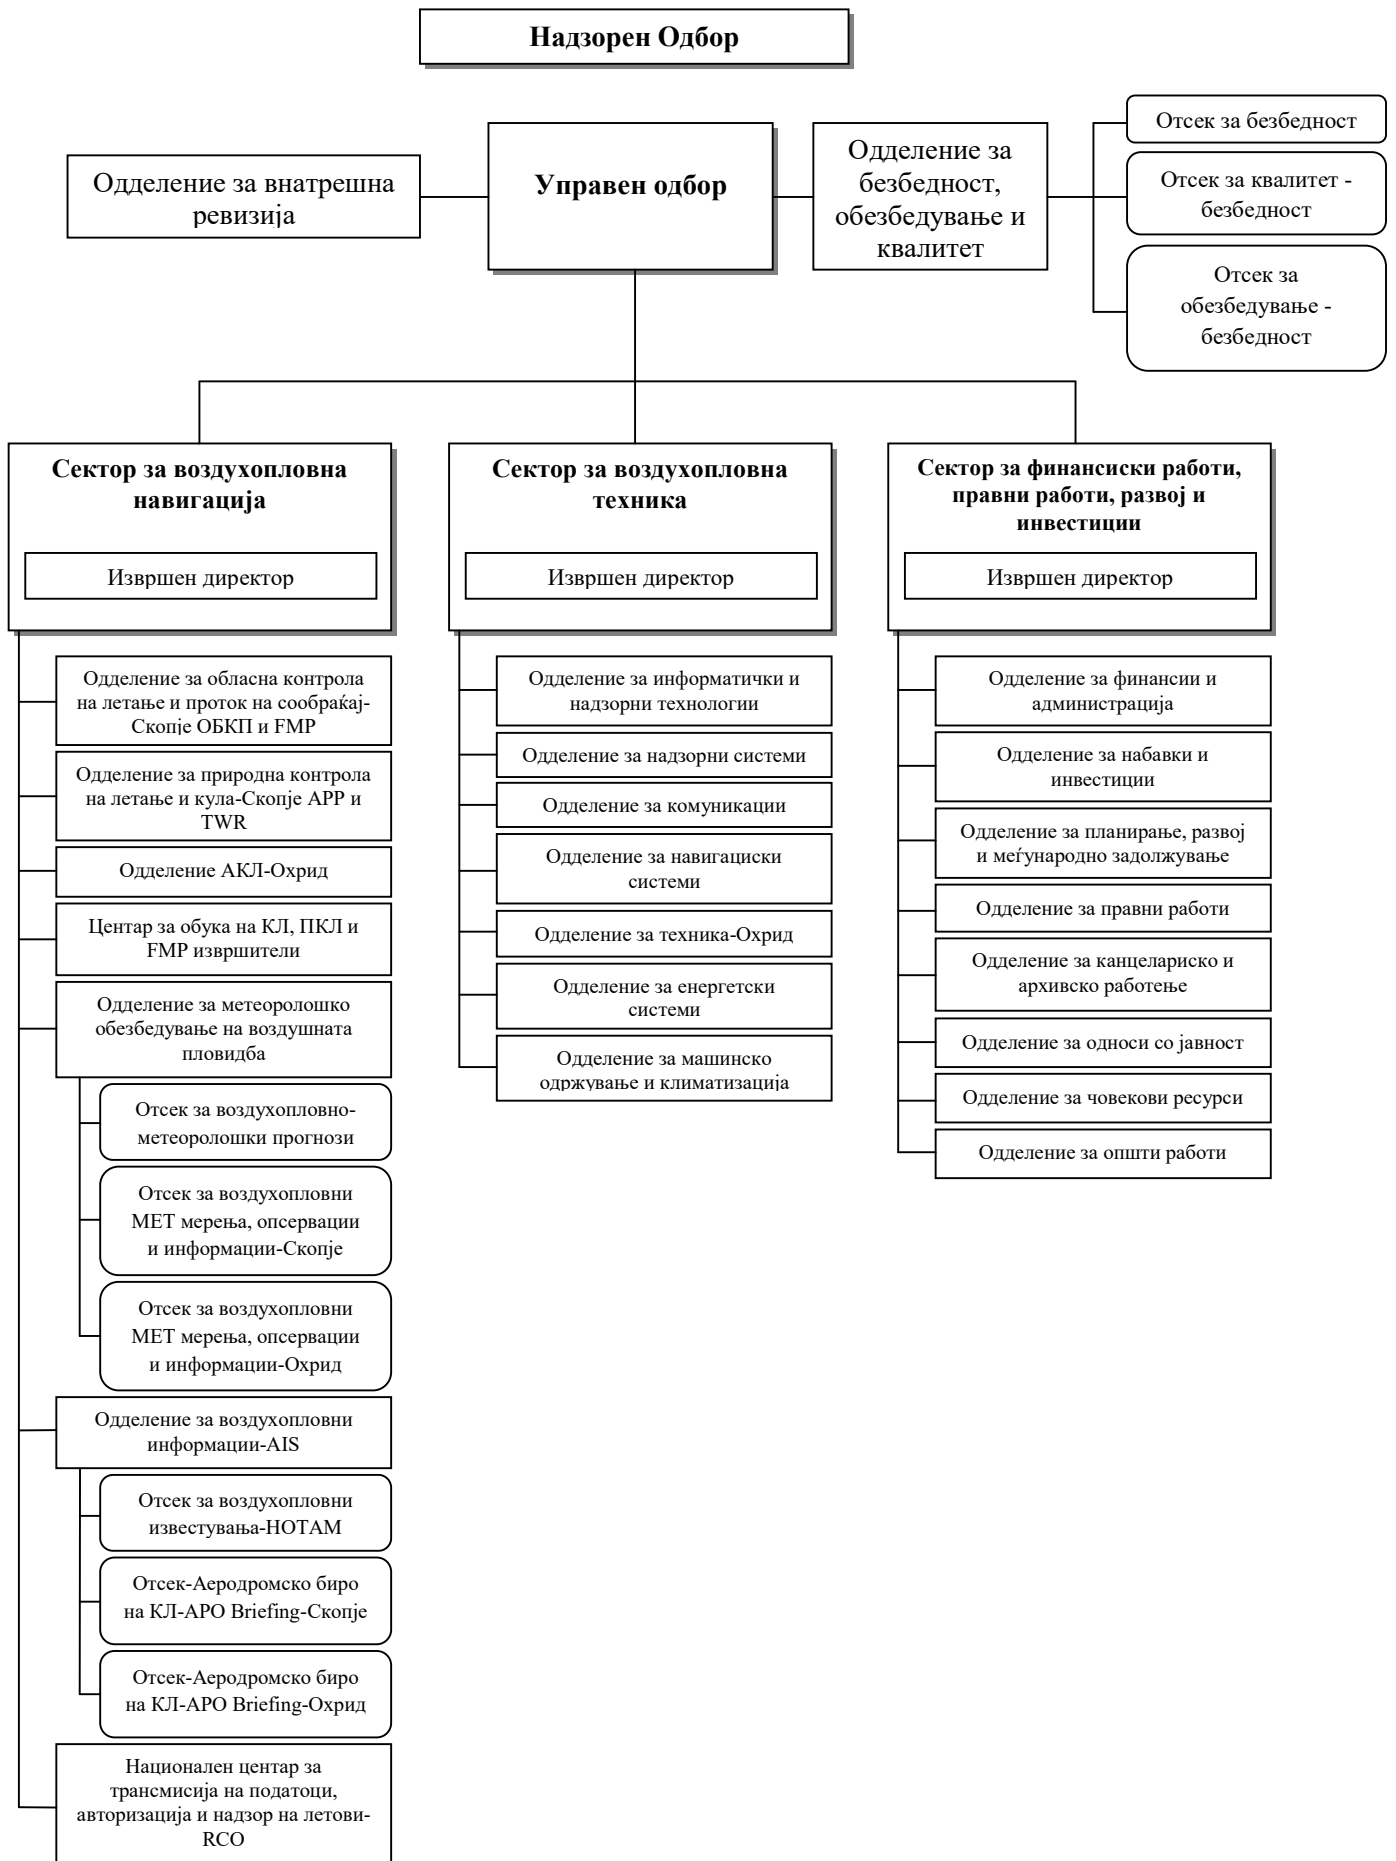 Надзорен Одбор
Одделение за внатрешна
ревизија
Управен одбор
Одделение за
безбедност,
обезбедување и
квалитет
Отсек за безбедност
Отсек за квалитет -
безбедност
Отсек за
обезбедување -
безбедност
Сектор за воздухопловна
навигација
Извршен директор
Одделение за обласна контрола
на летање и проток на сообраќај-
Скопје ОБКП и FMP
Одделение за природна контрола
на летање и кула-Скопје APP и
TWR
Одделение АКЛ-Охрид
Центар за обука на КЛ, ПКЛ и
FMP извршители
Одделение за метеоролошко
обезбедување на воздушната
пловидба
Отсек за воздухопловно-
метеоролошки прогнози
Отсек за воздухопловни
МЕТ мерења, опсервации
и информации-Скопје
Отсек за воздухопловни
МЕТ мерења, опсервации
и информации-Охрид
Одделение за воздухопловни
информации-AIS
Отсек за воздухопловни
известувања-НОТАМ
Отсек-Аеродромско биро
на КЛ-АРО Briefing-Скопје
Отсек-Аеродромско биро
на КЛ-АРО Briefing-Охрид
Национален центар за
трансмисија на податоци,
авторизација и надзор на летови-
RCO
Сектор за воздухопловна
техника
Извршен директор
Одделение за информатички и
надзорни технологии
Одделение за надзорни системи
Одделение за комуникации
Одделение за навигациски
системи
Одделение за техника-Охрид
Одделение за енергетски
системи
Одделение за машинско
одржување и климатизација
Сектор за финансиски работи,
правни работи, развој и
инвестиции
Извршен директор
Одделение за финансии и
администрација
Одделение за набавки и
инвестиции
Одделение за планирање, развој
и меѓународно задолжување
Одделение за правни работи
Одделение за канцелариско и
архивско работење
Одделение за односи со јавност
Одделение за човекови ресурси
Одделение за општи работи